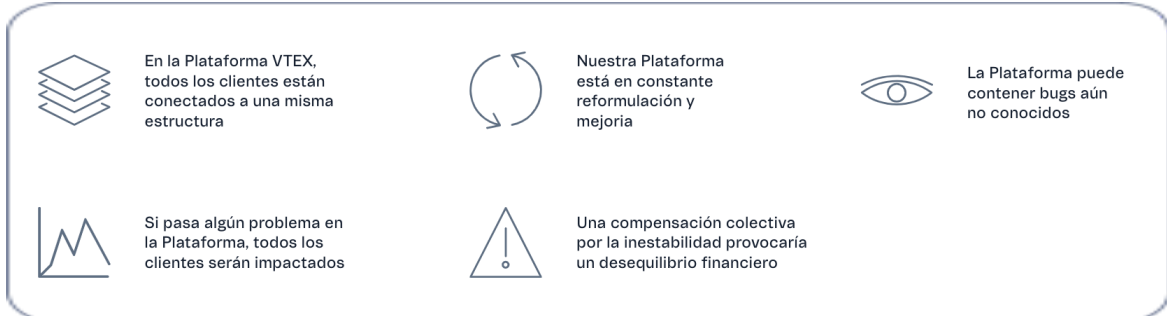 En la Plataforma VTEX,
todos los clientes están
conectados a una misma
estructura
Nuestra Plataforma
está en constante
reformulación y
mejoria
La Plataforma puede
contener bugs aún
no conocidos
Si pasa algún problema en
la Plataforma, todos los
clientes serán impactados
Una compensación colectiva
por la inestabilidad provocaría
un desequilibrio financiero